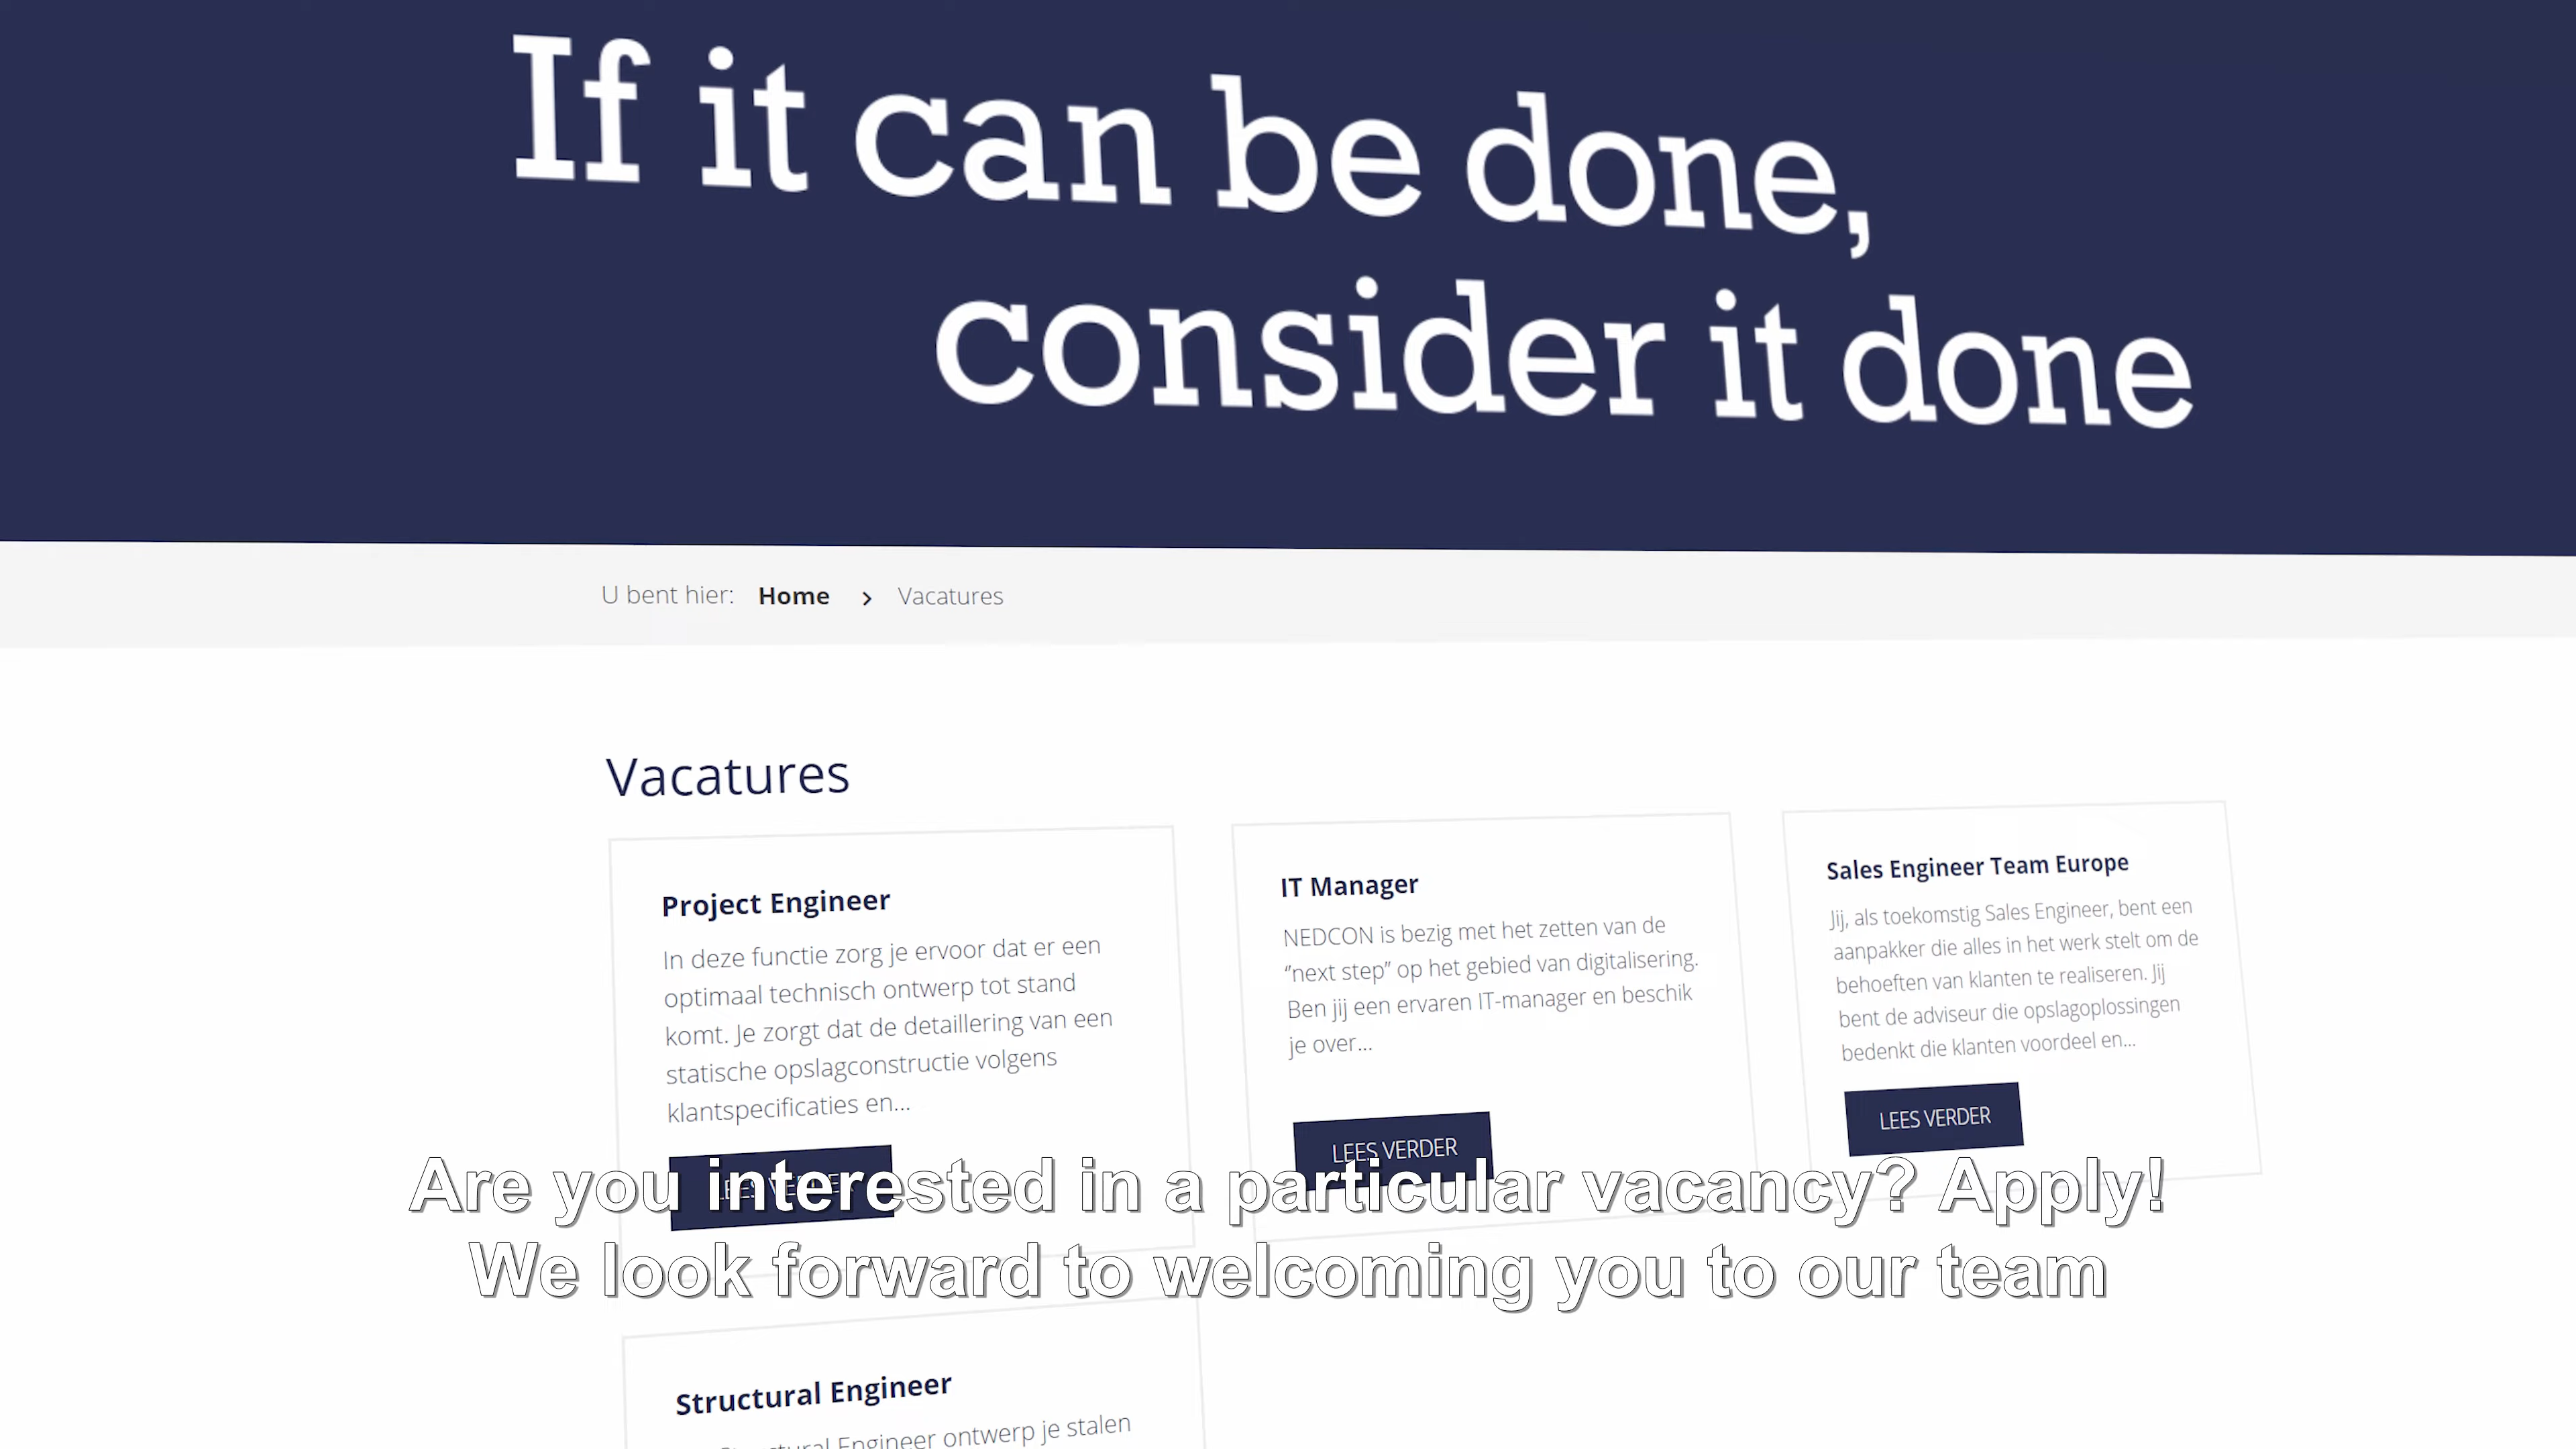 If it can be done,
consider it done
U bent hier: Home > Vacatures
Vacatures
Project Engineer
In deze functie zorg je ervoor dat er een
optimaal technisch ontwerp tot stand
komt. Je zorgt dat de detaillering van een
statische opslagconstructie volgens
klantspecificaties en...
LEES VERDER
IT Manager
NEDCON is bezig met het zetten van de
“next step” op het gebied van digitalisering.
Ben jij een ervaren IT-manager en beschik
je over...
LEES VERDER
Sales Engineer Team Europe
Jij, als toekomstig Sales Engineer, bent een
aanpakker die alles in het werk stelt om de
behoeften van klanten te realiseren. Jij
bent de adviseur die opslagoplossingen
bedenkt die klanten voordeel en...
LEES VERDER
Are you interested in a particular vacancy? Apply!
We look forward to welcoming you to our team
Structural Engineer
Structural Engineer ontwerp je stalen